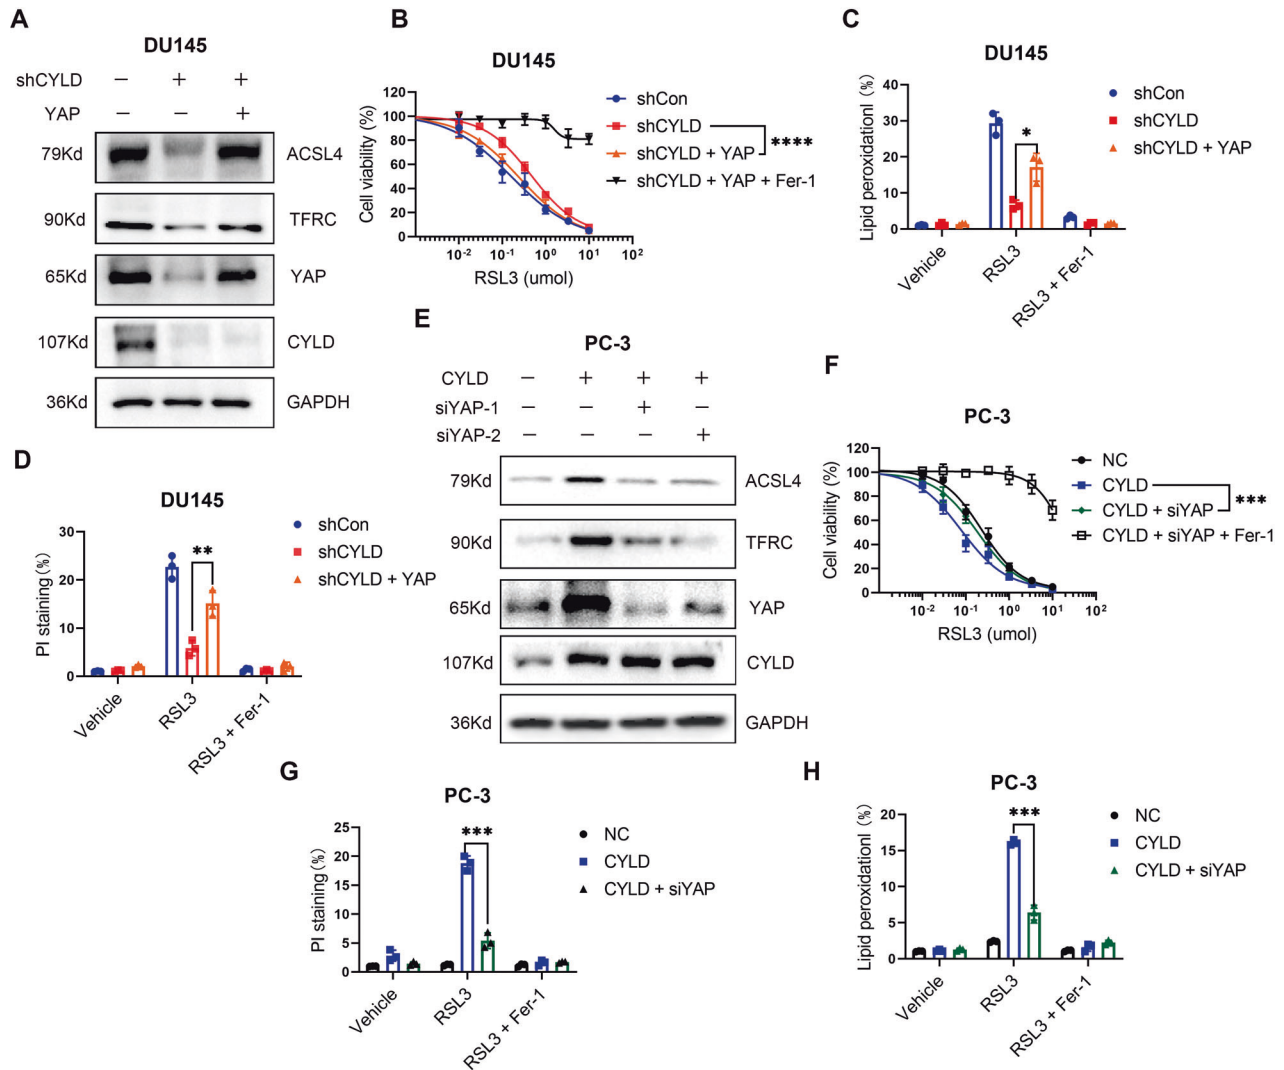 A
DU145
shCYLD − + +
YAP − − +
79Kd ACSL4
90Kd TFRC
65Kd YAP
107Kd CYLD
36Kd GAPDH
B
DU145
Cell viability (%)
120
100
80
60
40
20
0
10-2 10-1 100 101 102
RSL3 (umol)
shCon
shCYLD
shCYLD + YAP
shCYLD + YAP + Fer-1
****
C
DU145
Lipid peroxidationl (%)
40
30
20
10
0
*
Vehicle
RSL3
RSL3 + Fer-1
shCon
shCYLD
shCYLD + YAP
D
DU145
PI staining (%)
30
20
10
0
**
Vehicle
RSL3
RSL3 + Fer-1
shCon
shCYLD
shCYLD + YAP
E
PC-3
CYLD − + + +
siYAP-1 − − + −
siYAP-2 − − − +
79Kd ACSL4
90Kd TFRC
65Kd YAP
107Kd CYLD
36Kd GAPDH
F
PC-3
Cell viability (%)
120
100
80
60
40
20
0
10-2 10-1 100 101 102
RSL3 (umol)
NC
CYLD
CYLD + siYAP
CYLD + siYAP + Fer-1
***
G
PC-3
PI staining (%)
25
20
15
10
5
0
***
Vehicle
RSL3
RSL3 + Fer-1
NC
CYLD
CYLD + siYAP
H
PC-3
Lipid peroxidationl (%)
20
15
10
5
0
***
Vehicle
RSL3
RSL3 + Fer-1
NC
CYLD
CYLD + siYAP